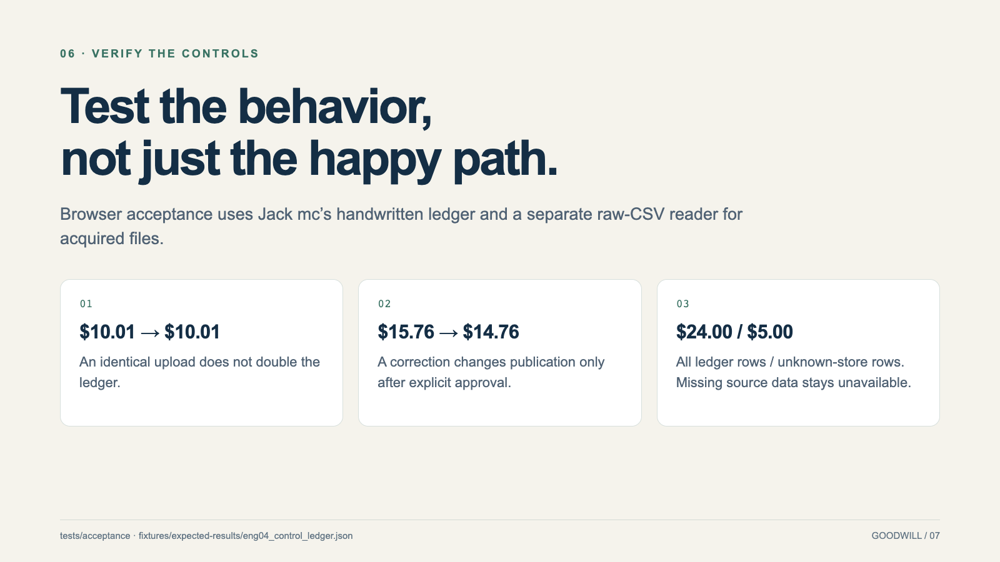 06 · VERIFY THE CONTROLS
Test the behavior,
not just the happy path.
Browser acceptance uses Jack mc’s handwritten ledger and a separate raw-CSV reader for
acquired files.
01
$10.01 → $10.01
An identical upload does not double the
ledger.
02
$15.76 → $14.76
A correction changes publication only
after explicit approval.
03
$24.00 / $5.00
All ledger rows / unknown-store rows.
Missing source data stays unavailable.
tests/acceptance · fixtures/expected-results/eng04_control_ledger.json
GOODWILL / 07